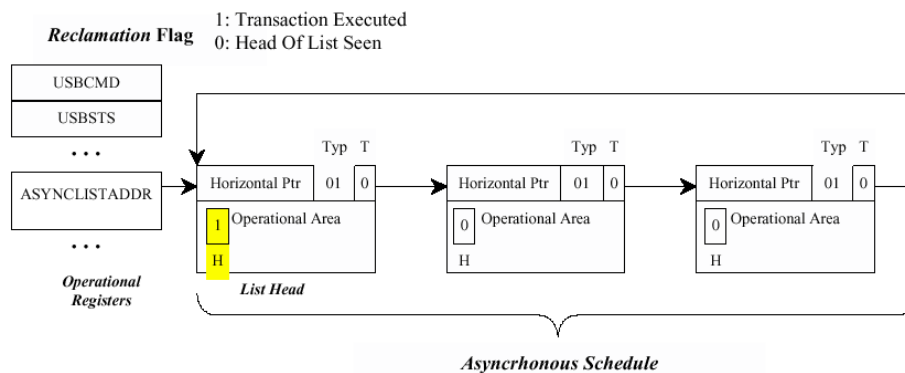 1: Transaction Executed
Reclamation Flag
0: Head Of List Seen
USBCMD
USBSTS
• • •
Typ T
Typ T
Typ T
ASYNCLISTADDR
Horizontal Ptr 01 0
Horizontal Ptr 01 0
Horizontal Ptr 01 0
1 Operational Area
0 Operational Area
0 Operational Area
H
H
H
• • •
Operational
Registers
List Head
Asyncrhonous Schedule